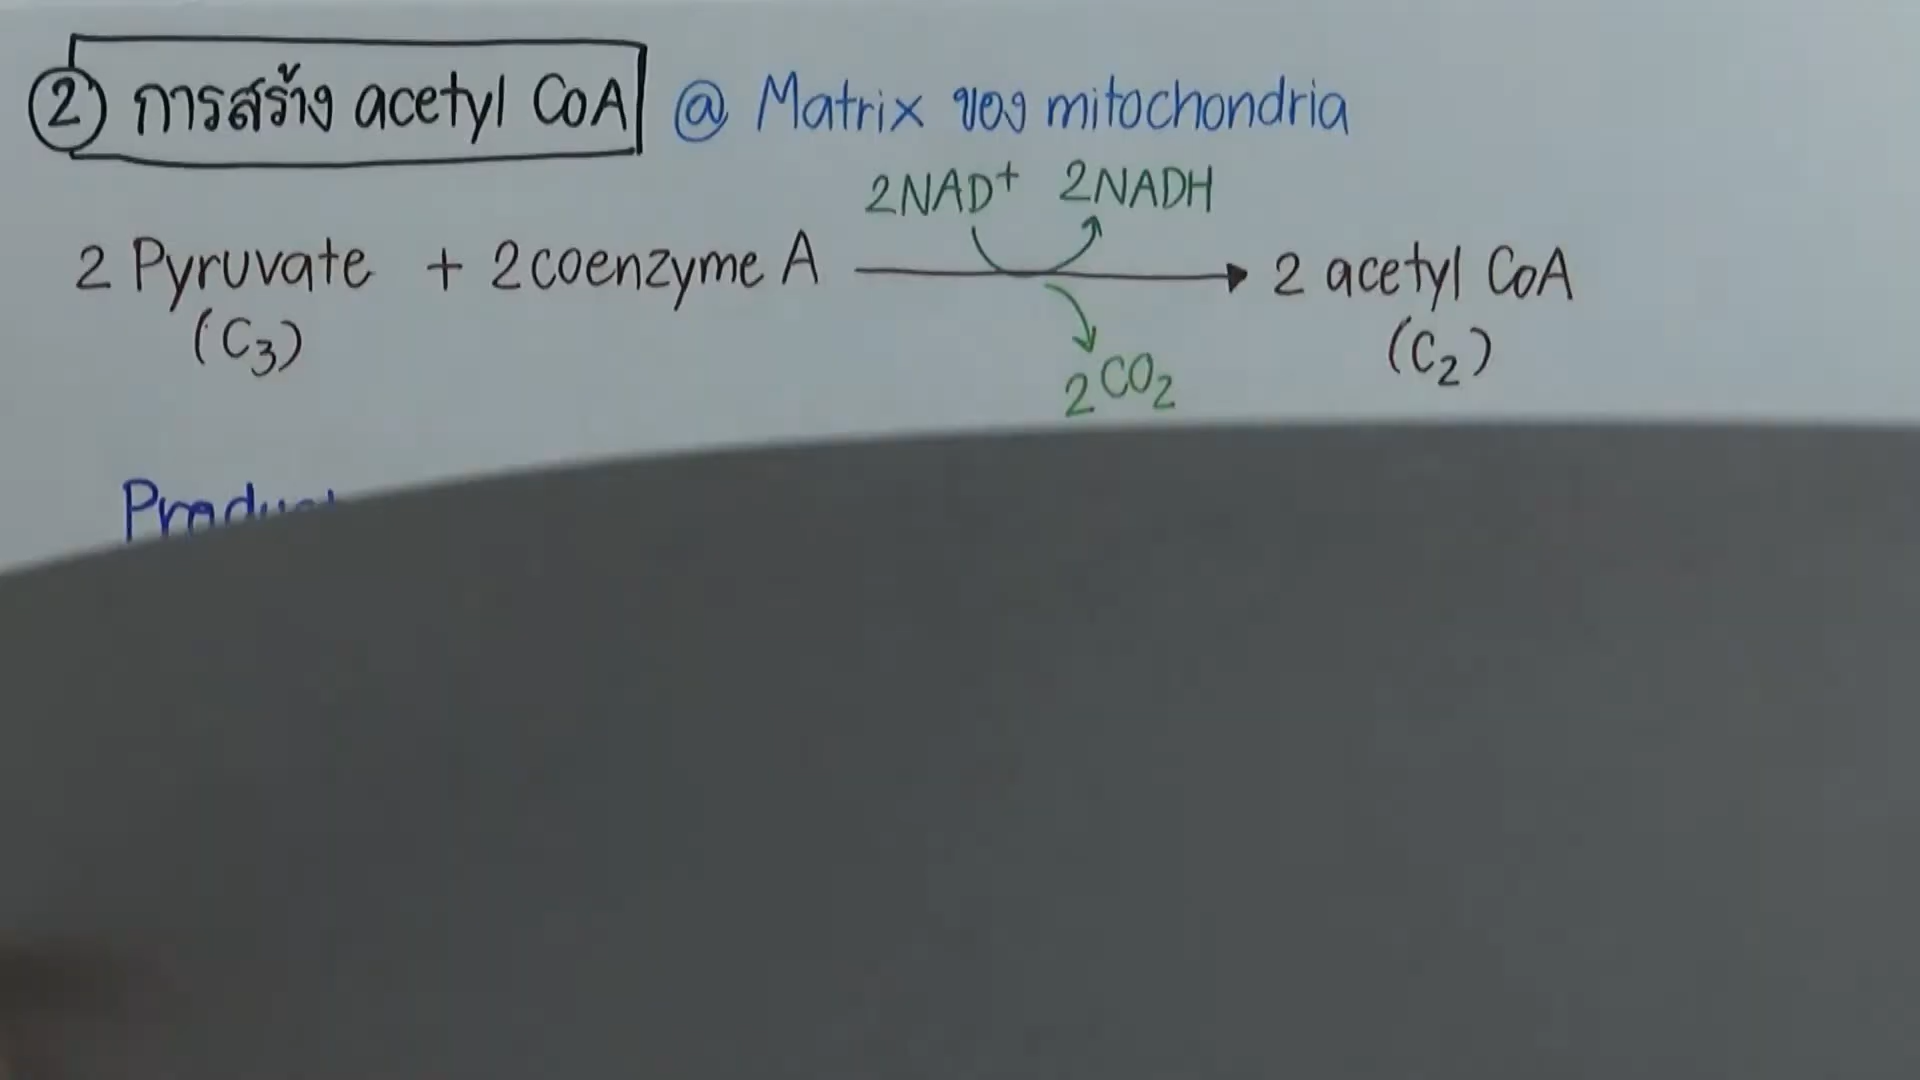 ② การสร้าง acetyl CoA @ Matrix ของ mitochondria
2NAD⁺ 2NADH
2 Pyruvate + 2coenzyme A → 2 acetyl CoA
(C₃) (C₂)
2CO₂